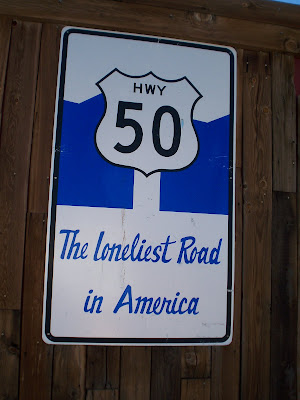 HWY
50
The Loneliest Road
in America